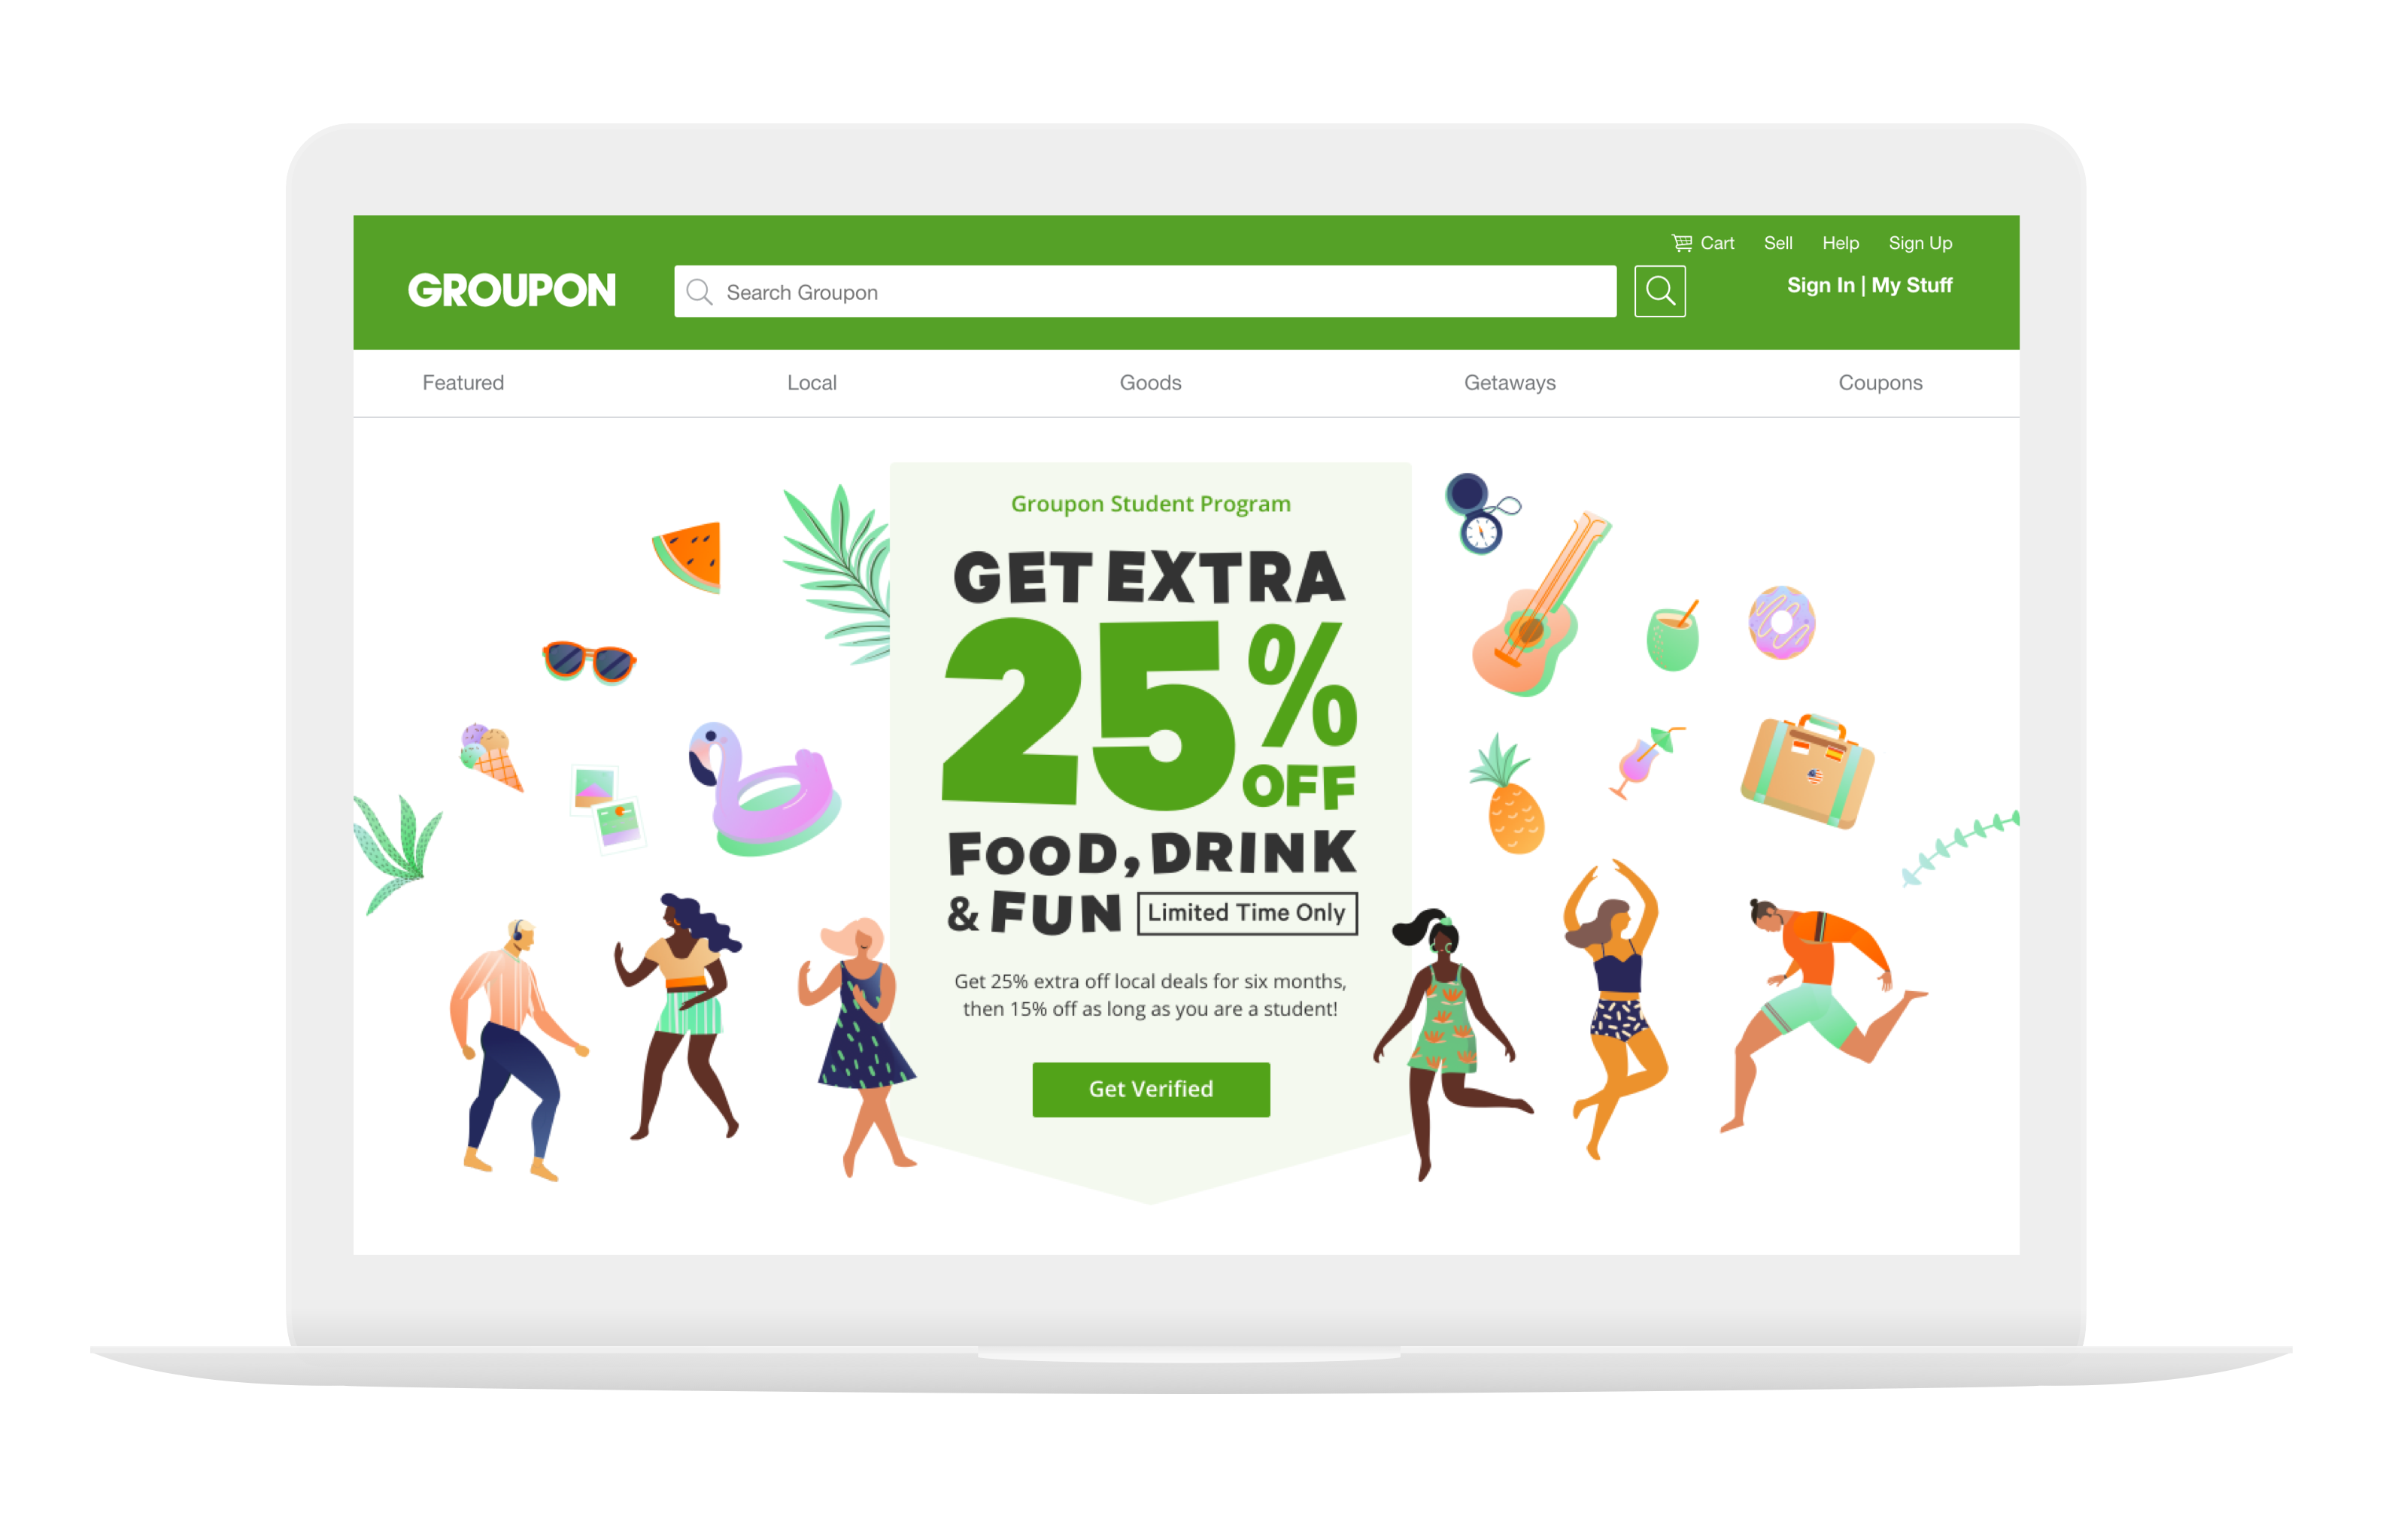 Cart Sell Help Sign Up
GROUPON Search Groupon Sign In | My Stuff
Featured Local Goods Getaways Coupons
Groupon Student Program
GET EXTRA
25%
OFF
FOOD, DRINK
& FUN Limited Time Only
Get 25% extra off local deals for six months,
then 15% off as long as you are a student!
Get Verified